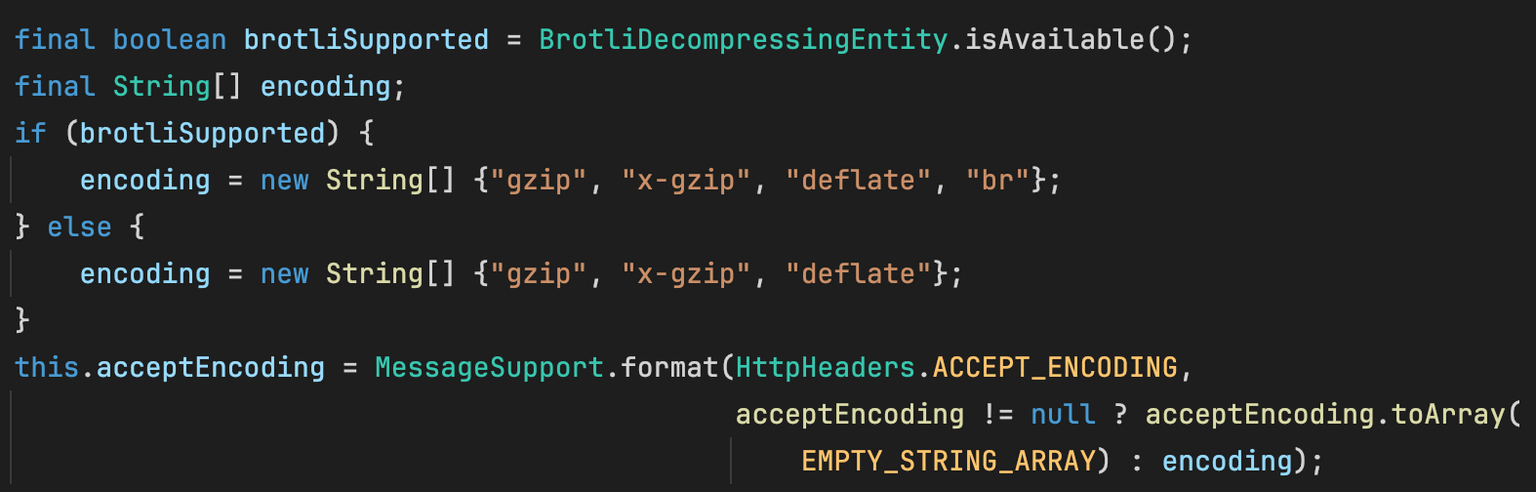 final boolean brotliSupported = BrotliDecompressingEntity.isAvailable();
final String[] encoding;
if (brotliSupported) {
    encoding = new String[] {"gzip", "x-gzip", "deflate", "br"};
} else {
    encoding = new String[] {"gzip", "x-gzip", "deflate"};
}
this.acceptEncoding = MessageSupport.format(HttpHeaders.ACCEPT_ENCODING,
                                            acceptEncoding != null ? acceptEncoding.toArray(
                                                EMPTY_STRING_ARRAY) : encoding);